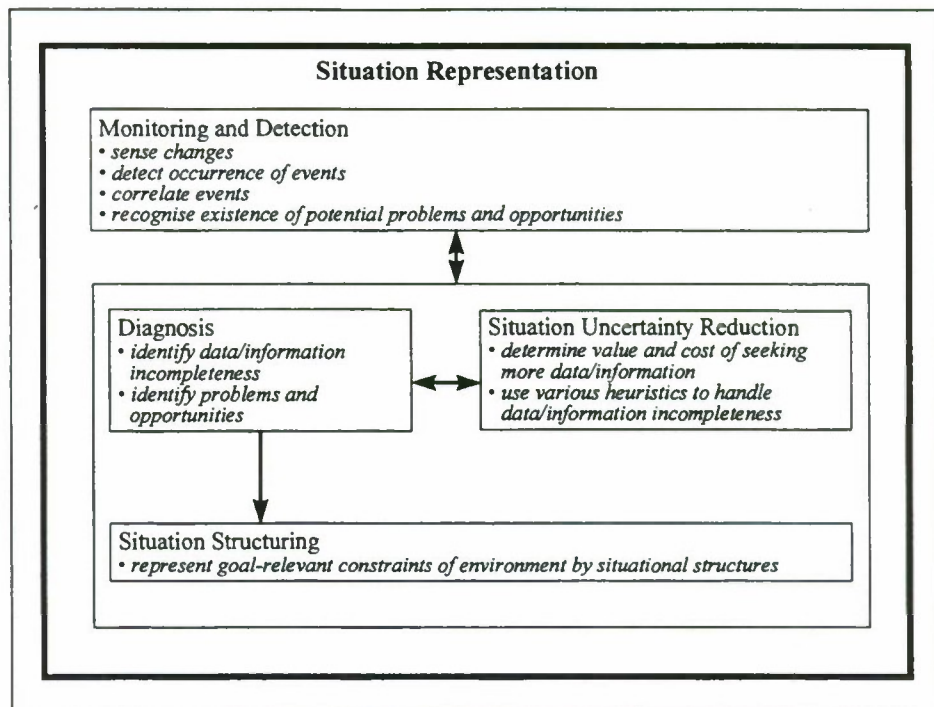 Situation Representation
Monitoring and Detection
• sense changes
• detect occurrence of events
• correlate events
• recognise existence of potential problems and opportunities
Diagnosis
• identify data/information
incompleteness
• identify problems and
opportunities
Situation Uncertainty Reduction
• determine value and cost of seeking
more data/information
• use various heuristics to handle
data/information incompleteness
Situation Structuring
• represent goal-relevant constraints of environment by situational structures